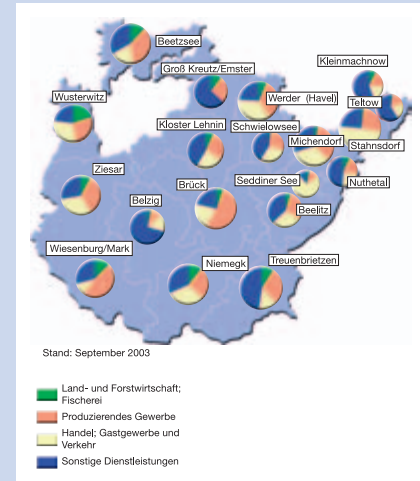 Beetzsee
Kleinmachnow
Groß Kreutz/Emster
Wusterwitz
Werder (Havel)
Teltow
Kloster Lehnin
Schwielowsee
Michendorf
Stahnsdorf
Ziesar
Brück
Seddiner See
Nuthetal
Belzig
Beelitz
Wiesenburg/Mark
Niemegk
Treuenbrietzen
Stand: September 2003
Land- und Forstwirtschaft;
Fischerei
Produzierendes Gewerbe
Handel; Gastgewerbe und
Verkehr
Sonstige Dienstleistungen